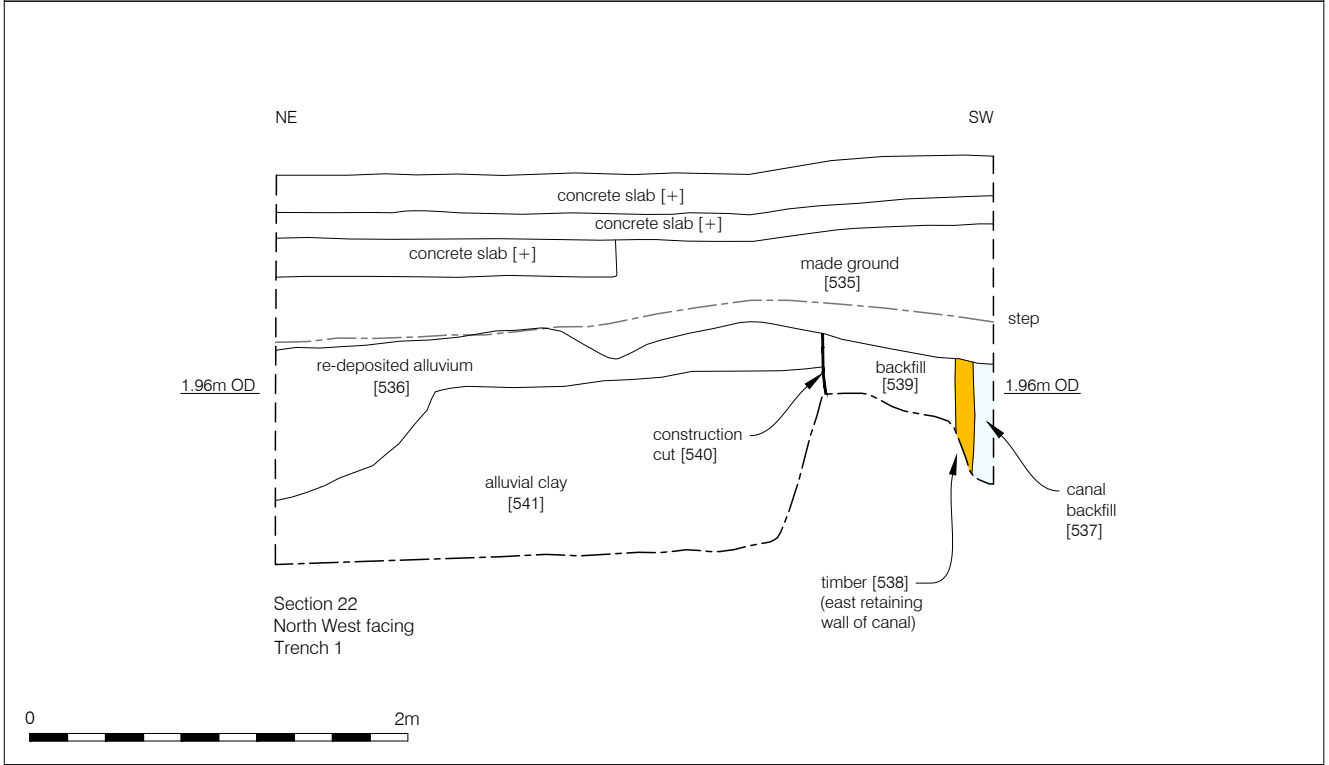 NE
SW
concrete slab [+]
concrete slab [+]
concrete slab [+]
made ground
[535]
step
re-deposited alluvium
[536]
backfill
[539]
1.96m OD
1.96m OD
construction
cut [540]
alluvial clay
[541]
canal
backfill
[537]
timber [538]
(east retaining
wall of canal)
Section 22
North West facing
Trench 1
0
2m